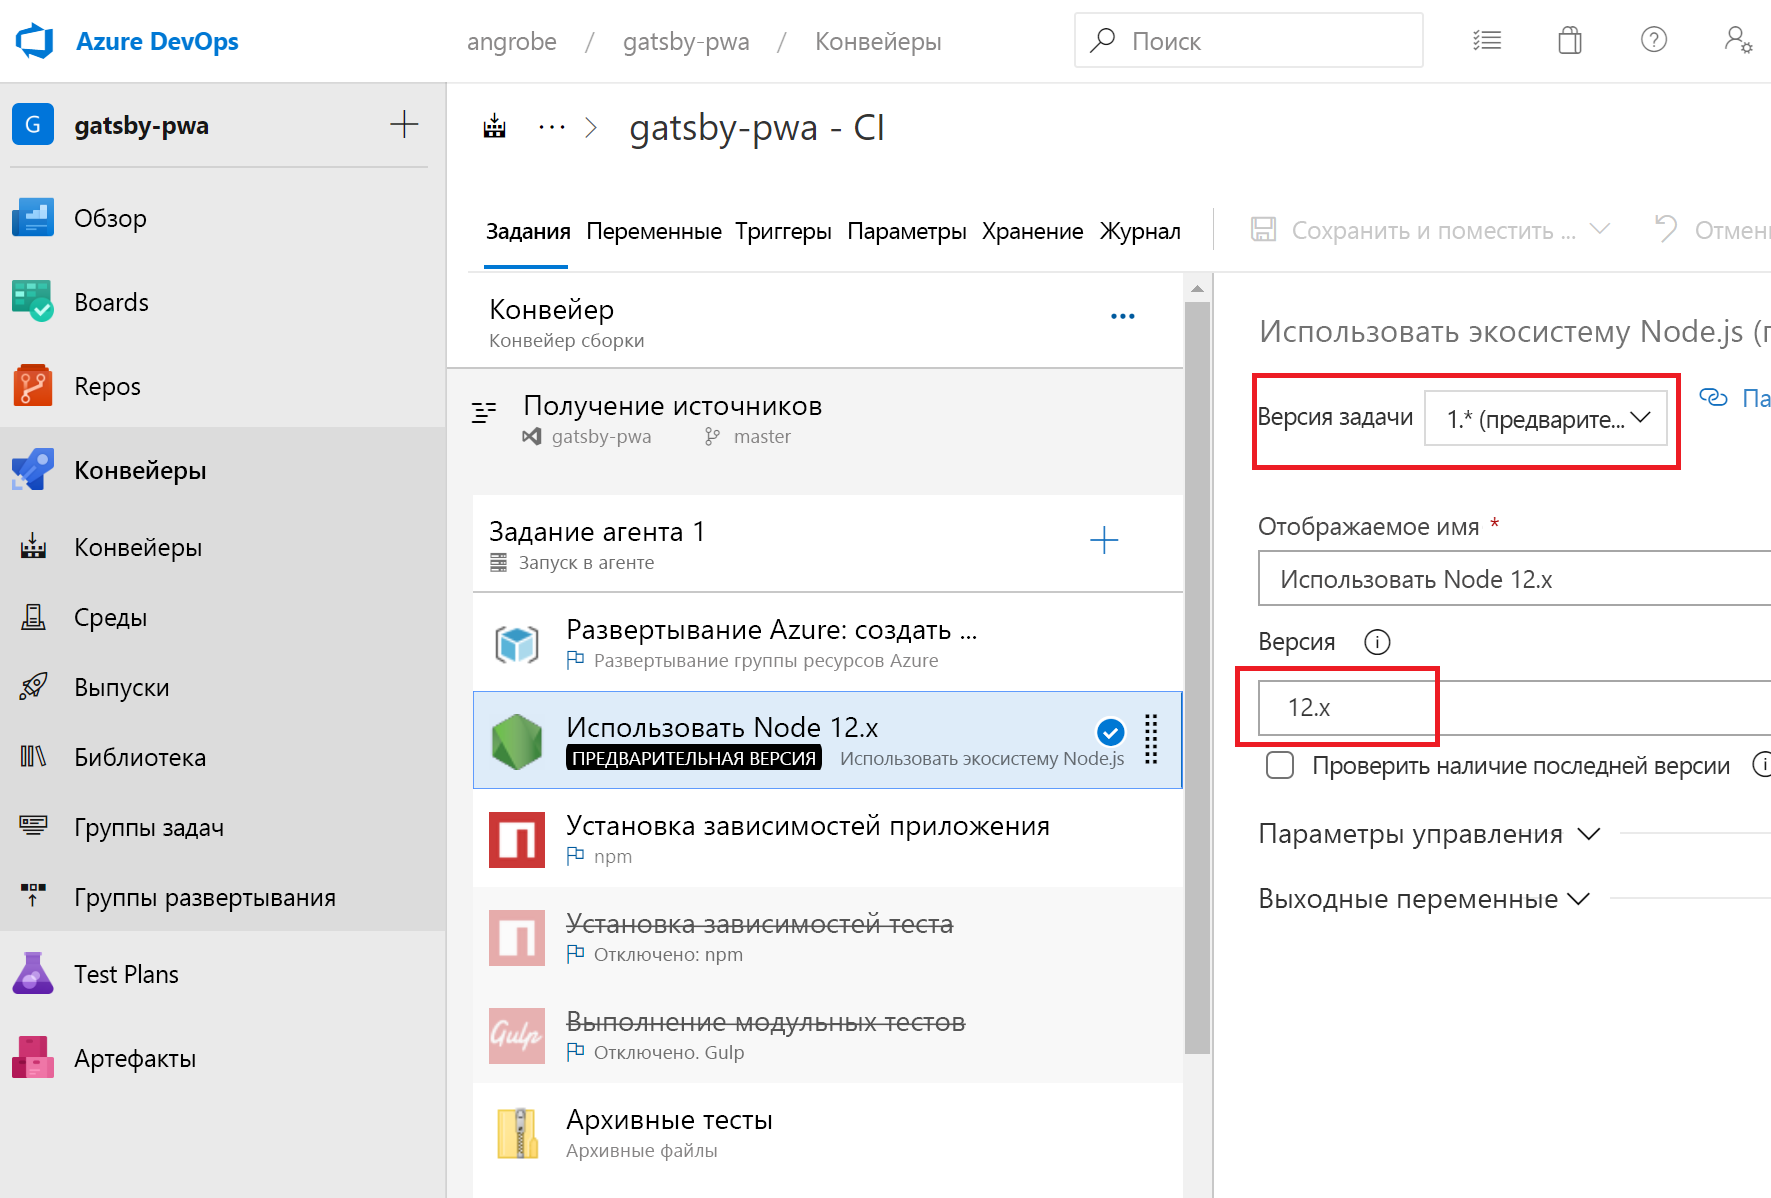 Azure DevOps
angrobe / gatsby-pwa / Конвейеры
Поиск
G gatsby-pwa
Обзор
Boards
Repos
Конвейеры
Конвейеры
Среды
Выпуски
Библиотека
Группы задач
Группы развертывания
Test Plans
Артефакты
... > gatsby-pwa - CI
Задания Переменные Триггеры Параметры Хранение Журнал
Сохранить и поместить ...
Отмен
Конвейер
Конвейер сборки
Получение источников
gatsby-pwa master
Задание агента 1
Запуск в агенте
Развертывание Azure: создать ...
Развертывание группы ресурсов Azure
Использовать Node 12.x
ПРЕДВАРИТЕЛЬНАЯ ВЕРСИЯ Использовать экосистему Node.js
Установка зависимостей приложения
npm
Установка зависимостей теста
Отключено: npm
Выполнение модульных тестов
Gulp
Отключено. Gulp
Архивные тесты
Архивные файлы
Использовать экосистему Node.js (п
Версия задачи 1.* (предварите...
Па
Отображаемое имя *
Использовать Node 12.x
Версия
12.x
Проверить наличие последней версии
Параметры управления
Выходные переменные